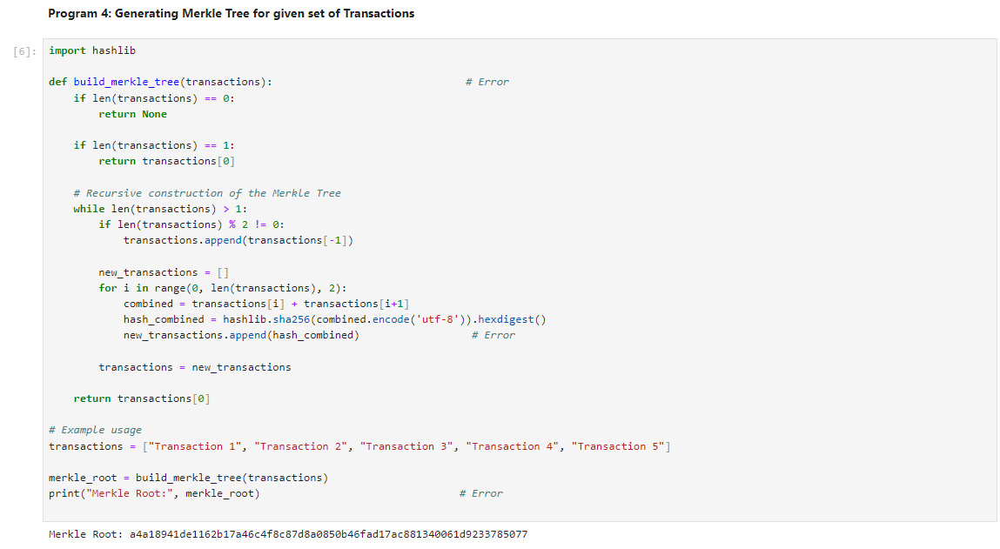 Program 4: Generating Merkle Tree for given set of Transactions
[6]: import hashlib
def build_merkle_tree(transactions): # Error
    if len(transactions) == 0:
        return None
    if len(transactions) == 1:
        return transactions[0]
    # Recursive construction of the Merkle Tree
    while len(transactions) > 1:
        if len(transactions) % 2 != 0:
            transactions.append(transactions[-1])
        new_transactions = []
        for i in range(0, len(transactions), 2):
            combined = transactions[i] + transactions[i+1]
            hash_combined = hashlib.sha256(combined.encode('utf-8')).hexdigest()
            new_transactions.append(hash_combined) # Error
        transactions = new_transactions
    return transactions[0]
# Example usage
transactions = ["Transaction 1", "Transaction 2", "Transaction 3", "Transaction 4", "Transaction 5"]
merkle_root = build_merkle_tree(transactions)
print("Merkle Root:", merkle_root) # Error
Merkle Root: a4a18941de1162b17a46c4f8c87d8a0850b46fad17ac881340061d9233785077